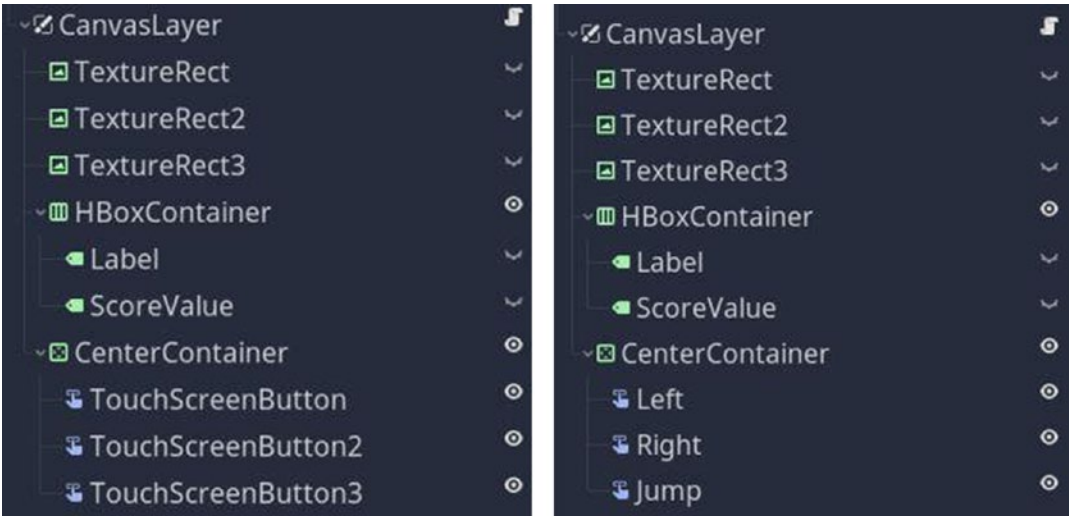 CanvasLayer
TextureRect
TextureRect2
TextureRect3
HBoxContainer
Label
ScoreValue
CenterContainer
TouchScreenButton
TouchScreenButton2
TouchScreenButton3
CanvasLayer
TextureRect
TextureRect2
TextureRect3
HBoxContainer
Label
ScoreValue
CenterContainer
Left
Right
Jump